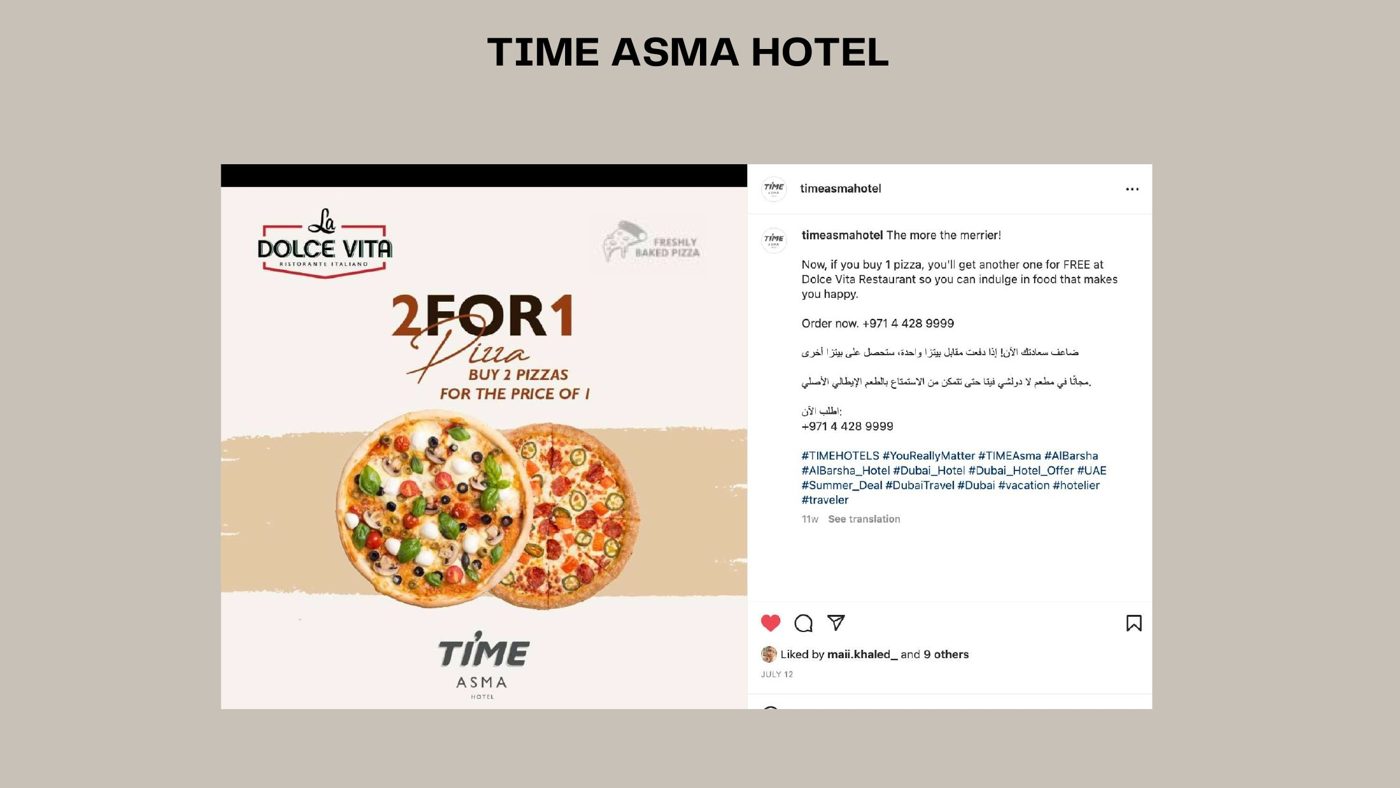 TIME ASMA HOTEL
La
DOLCE VITA
RISTORANTE ITALIANO
FRESHLY
BAKED PIZZA
2FOR1
Pizza
BUY 2 PIZZAS
FOR THE PRICE OF 1
TIME
ASMA
HOTEL
TIME
ASMA
timeasmahotel
TIME
ASMA
timeasmahotel The more the merrier!
Now, if you buy 1 pizza, you'll get another one for FREE at
Dolce Vita Restaurant so you can indulge in food that makes
you happy.
Order now. +971 4 428 9999
ضاعف سعادتك الآن! إذا دفعت مقابل بيتزا واحدة، ستحصل على بيتزا أخرى
مجانًا في مطعم لا دولشي فيتا حتى تتمكن من الاستمتاع بالطعم الإيطالي الأصلي.
اطلب الآن:
+971 4 428 9999
#TIMEHOTELS #YouReallyMatter #TIMEAsma #AlBarsha
#AlBarsha_Hotel #Dubai_Hotel #Dubai_Hotel_Offer #UAE
#Summer_Deal #DubaiTravel #Dubai #vacation #hotelier
#traveler
11w See translation
Liked by maii.khaled_ and 9 others
JULY 12